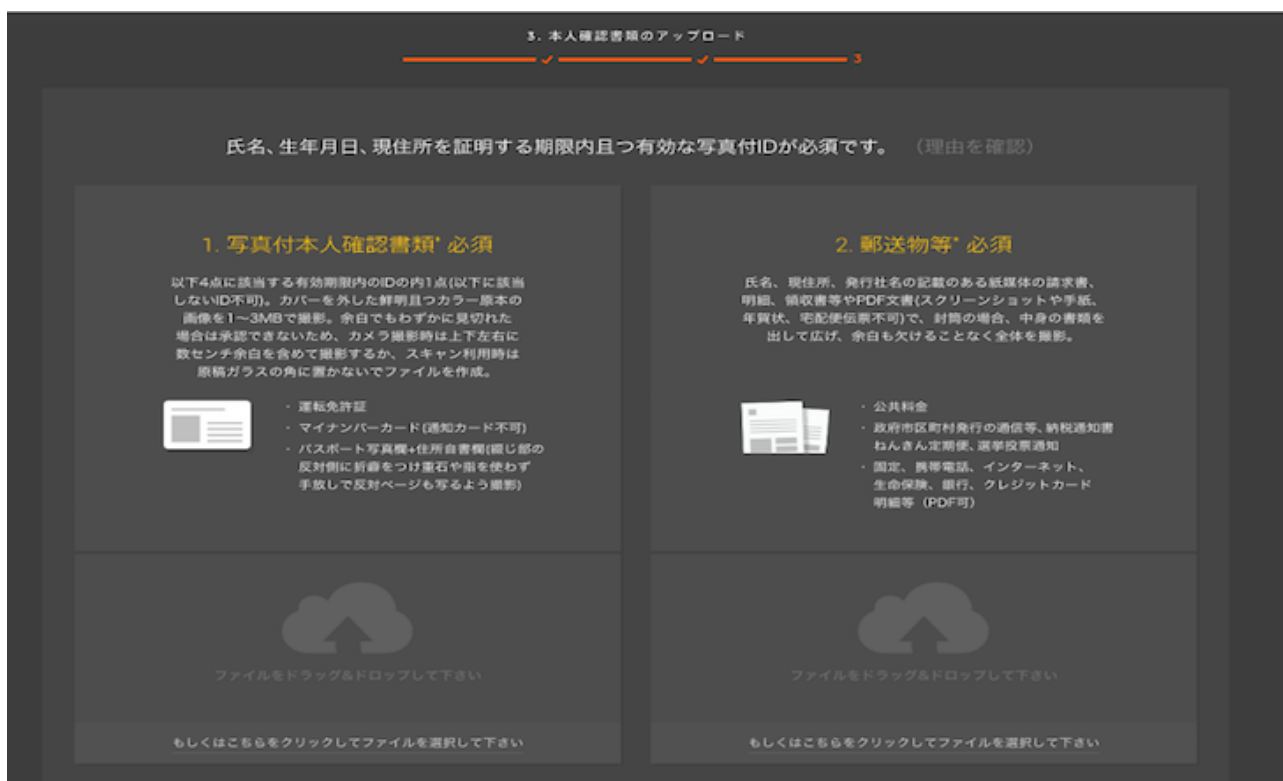 3. 本人確認書類のアップロード
3
氏名、生年月日、現住所を証明する期限内且つ有効な写真付IDが必須です。 (理由を確認)
1. 写真付本人確認書類* 必須
以下4点に該当する有効期限内のIDの内1点(以下に該当
しないID不可)。カバーを外した鮮明且つカラー原本の
画像を1〜3MBで撮影。余白でもわずかに見切れた
場合は承認できないため、カメラ撮影時は上下左右に
数センチ余白を含めて撮影するか、スキャン利用時は
原稿ガラスの角に置かないでファイルを作成。
・ 運転免許証
・ マイナンバーカード(通知カード不可)
・ パスポート写真欄+住所自書欄(綴じ部の
反対側に折癖をつけ重石や指を使わず
手放しで反対ページも写るよう撮影)
ファイルをドラッグ&ドロップして下さい
もしくはこちらをクリックしてファイルを選択して下さい
2. 郵送物等* 必須
氏名、現住所、発行社名の記載のある紙媒体の請求書、
明細、領収書等やPDF文書(スクリーンショットや手紙、
年賀状、宅配便伝票不可)で、封筒の場合、中身の書類を
出して広げ、余白も欠けることなく全体を撮影。
・ 公共料金
・ 政府市区町村発行の通信等、納税通知書
ねんきん定期便、選挙投票通知
・ 固定、携帯電話、インターネット、
生命保険、銀行、クレジットカード
明細等（PDF可）
ファイルをドラッグ&ドロップして下さい
もしくはこちらをクリックしてファイルを選択して下さい